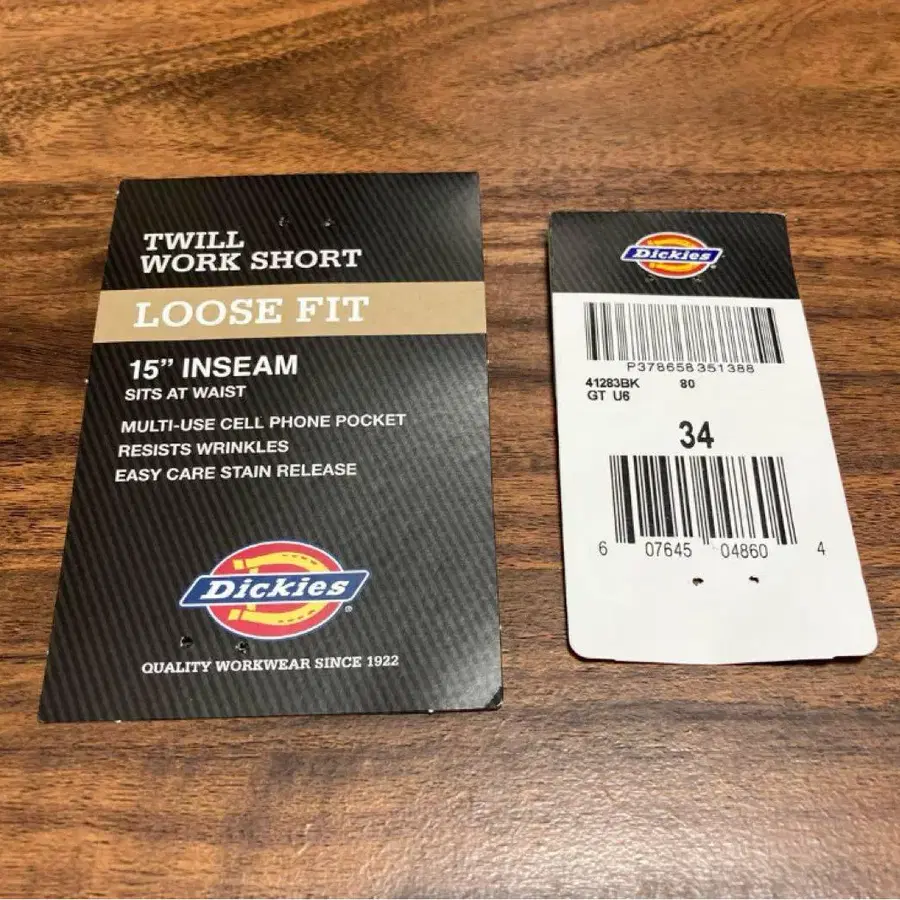 TWILL
WORK SHORT
LOOSE FIT
15” INSEAM
SITS AT WAIST
MULTI-USE CELL PHONE POCKET
RESISTS WRINKLES
EASY CARE STAIN RELEASE
Dickies®
QUALITY WORKWEAR SINCE 1922
Dickies
P378658351388
41283BK 80
GT U6
34
6 07645 04860 4